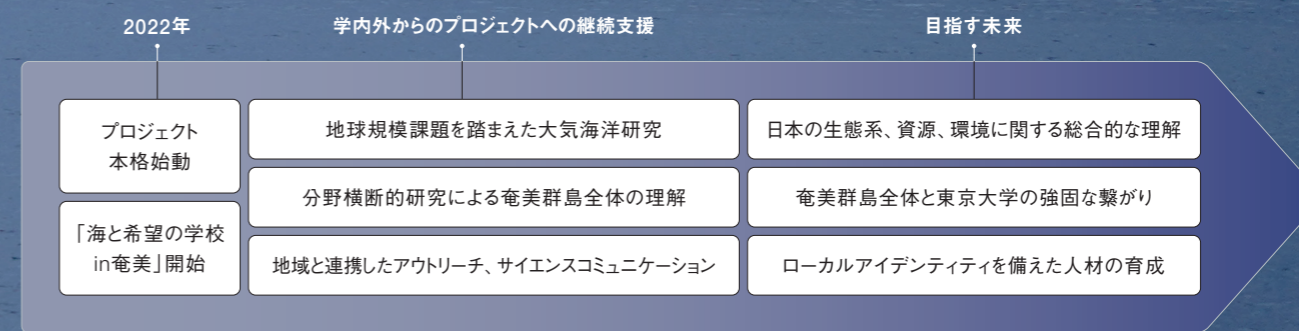 2022年
学内外からのプロジェクトへの継続支援
目指す未来
プロジェクト
本格始動
「海と希望の学校
in奄美」開始
地球規模課題を踏まえた大気海洋研究
分野横断的研究による奄美群島全体の理解
地域と連携したアウトリーチ、サイエンスコミュニケーション
日本の生態系、資源、環境に関する総合的な理解
奄美群島全体と東京大学の強固な繋がり
ローカルアイデンティティを備えた人材の育成